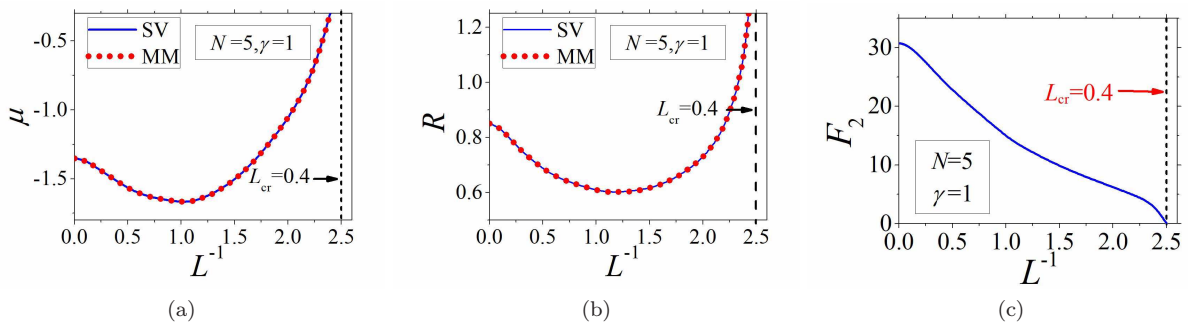 SV
MM
N=5,γ=1
L_cr=0.4
-0.5
-1.0
-1.5
μ
0.0 0.5 1.0 1.5 2.0 2.5
L⁻¹
(a)
SV
MM
N=5,γ=1
L_cr=0.4
1.2
1.0
0.8
0.6
R
0.0 0.5 1.0 1.5 2.0 2.5
L⁻¹
(b)
L_cr=0.4
N=5
γ=1
30
20
10
0
F₂
0.0 0.5 1.0 1.5 2.0 2.5
L⁻¹
(c)